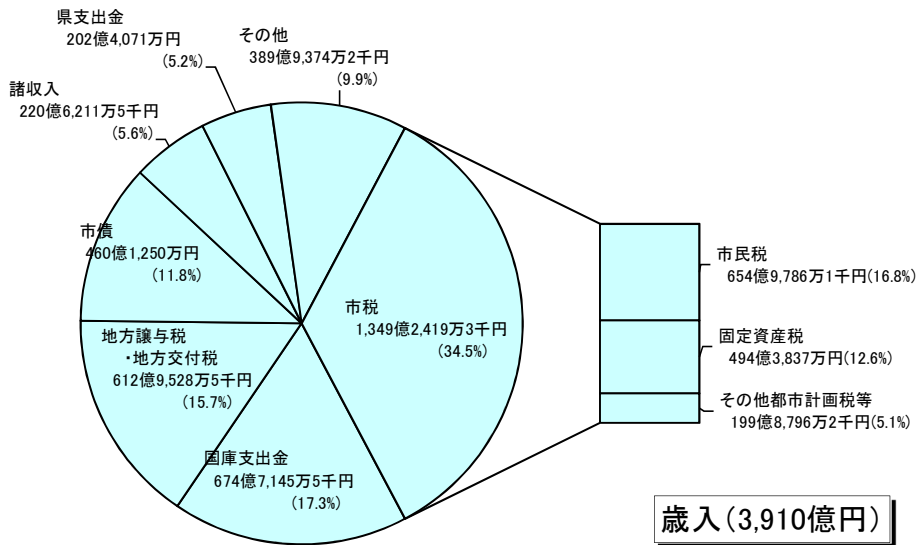 県支出金
202億4,071万円
(5.2%)
その他
389億9,374万2千円
(9.9%)
諸収入
220億6,211万5千円
(5.6%)
市債
460億1,250万円
(11.8%)
市税
1,349億2,419万3千円
(34.5%)
地方譲与税
・地方交付税
612億9,528万5千円
(15.7%)
国庫支出金
674億7,145万5千円
(17.3%)
市民税
654億9,786万1千円(16.8%)
固定資産税
494億3,837万円(12.6%)
その他都市計画税等
199億8,796万2千円(5.1%)
歳入(3,910億円)